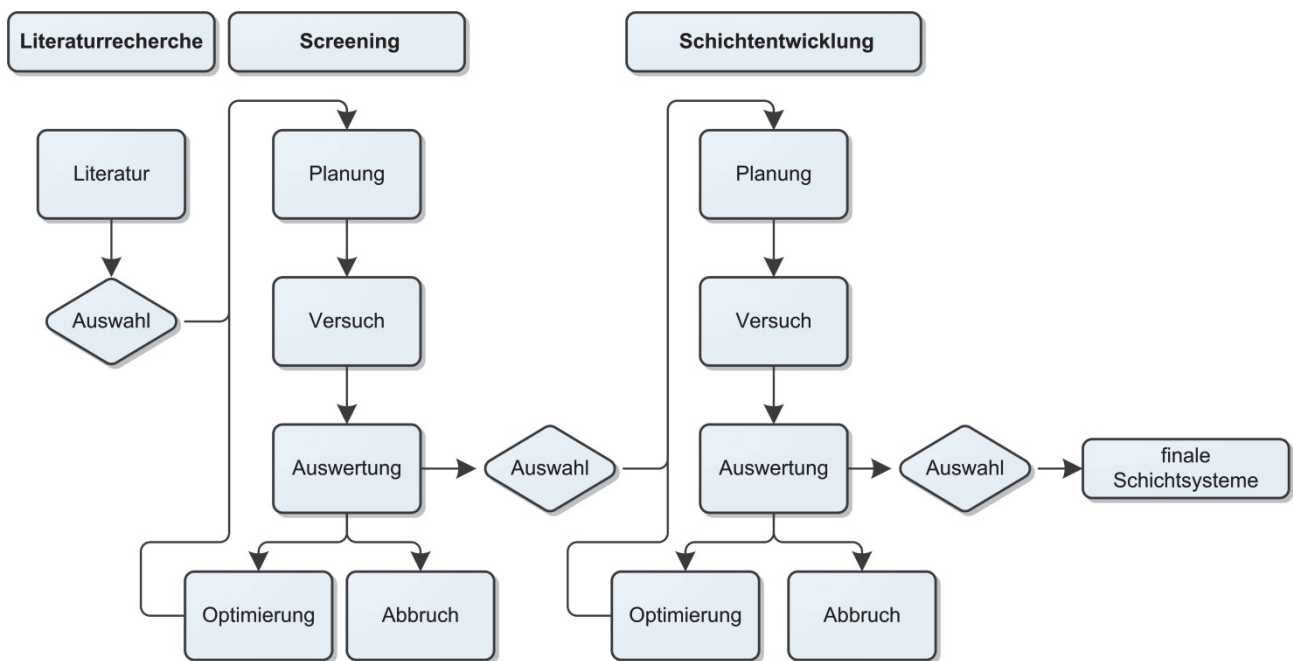 Literaturrecherche
Screening
Schichtentwicklung
Literatur
Auswahl
Planung
Versuch
Auswertung
Auswahl
Optimierung
Abbruch
Planung
Versuch
Auswertung
Auswahl
finale
Schichtsysteme
Optimierung
Abbruch